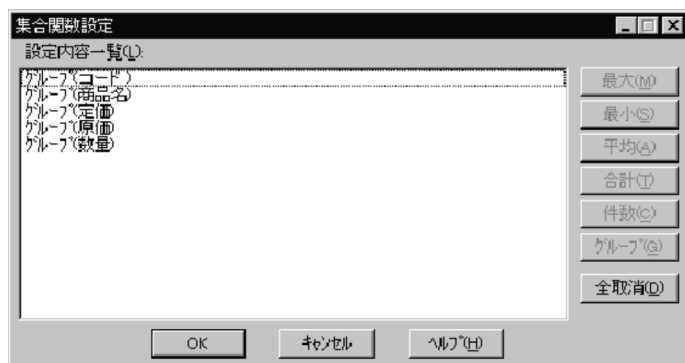 集合関数設定
設定内容一覧(L):
ｸﾞﾙｰﾌﾟ(コード)
ｸﾞﾙｰﾌﾟ(商品名)
ｸﾞﾙｰﾌﾟ(定価)
ｸﾞﾙｰﾌﾟ(原価)
ｸﾞﾙｰﾌﾟ(数量)
最大(M)
最小(S)
平均(A)
合計(T)
件数(C)
ｸﾞﾙｰﾌﾟ(G)
全取消(D)
OK
ｷｬﾝｾﾙ
ﾍﾙﾌﾟ(H)